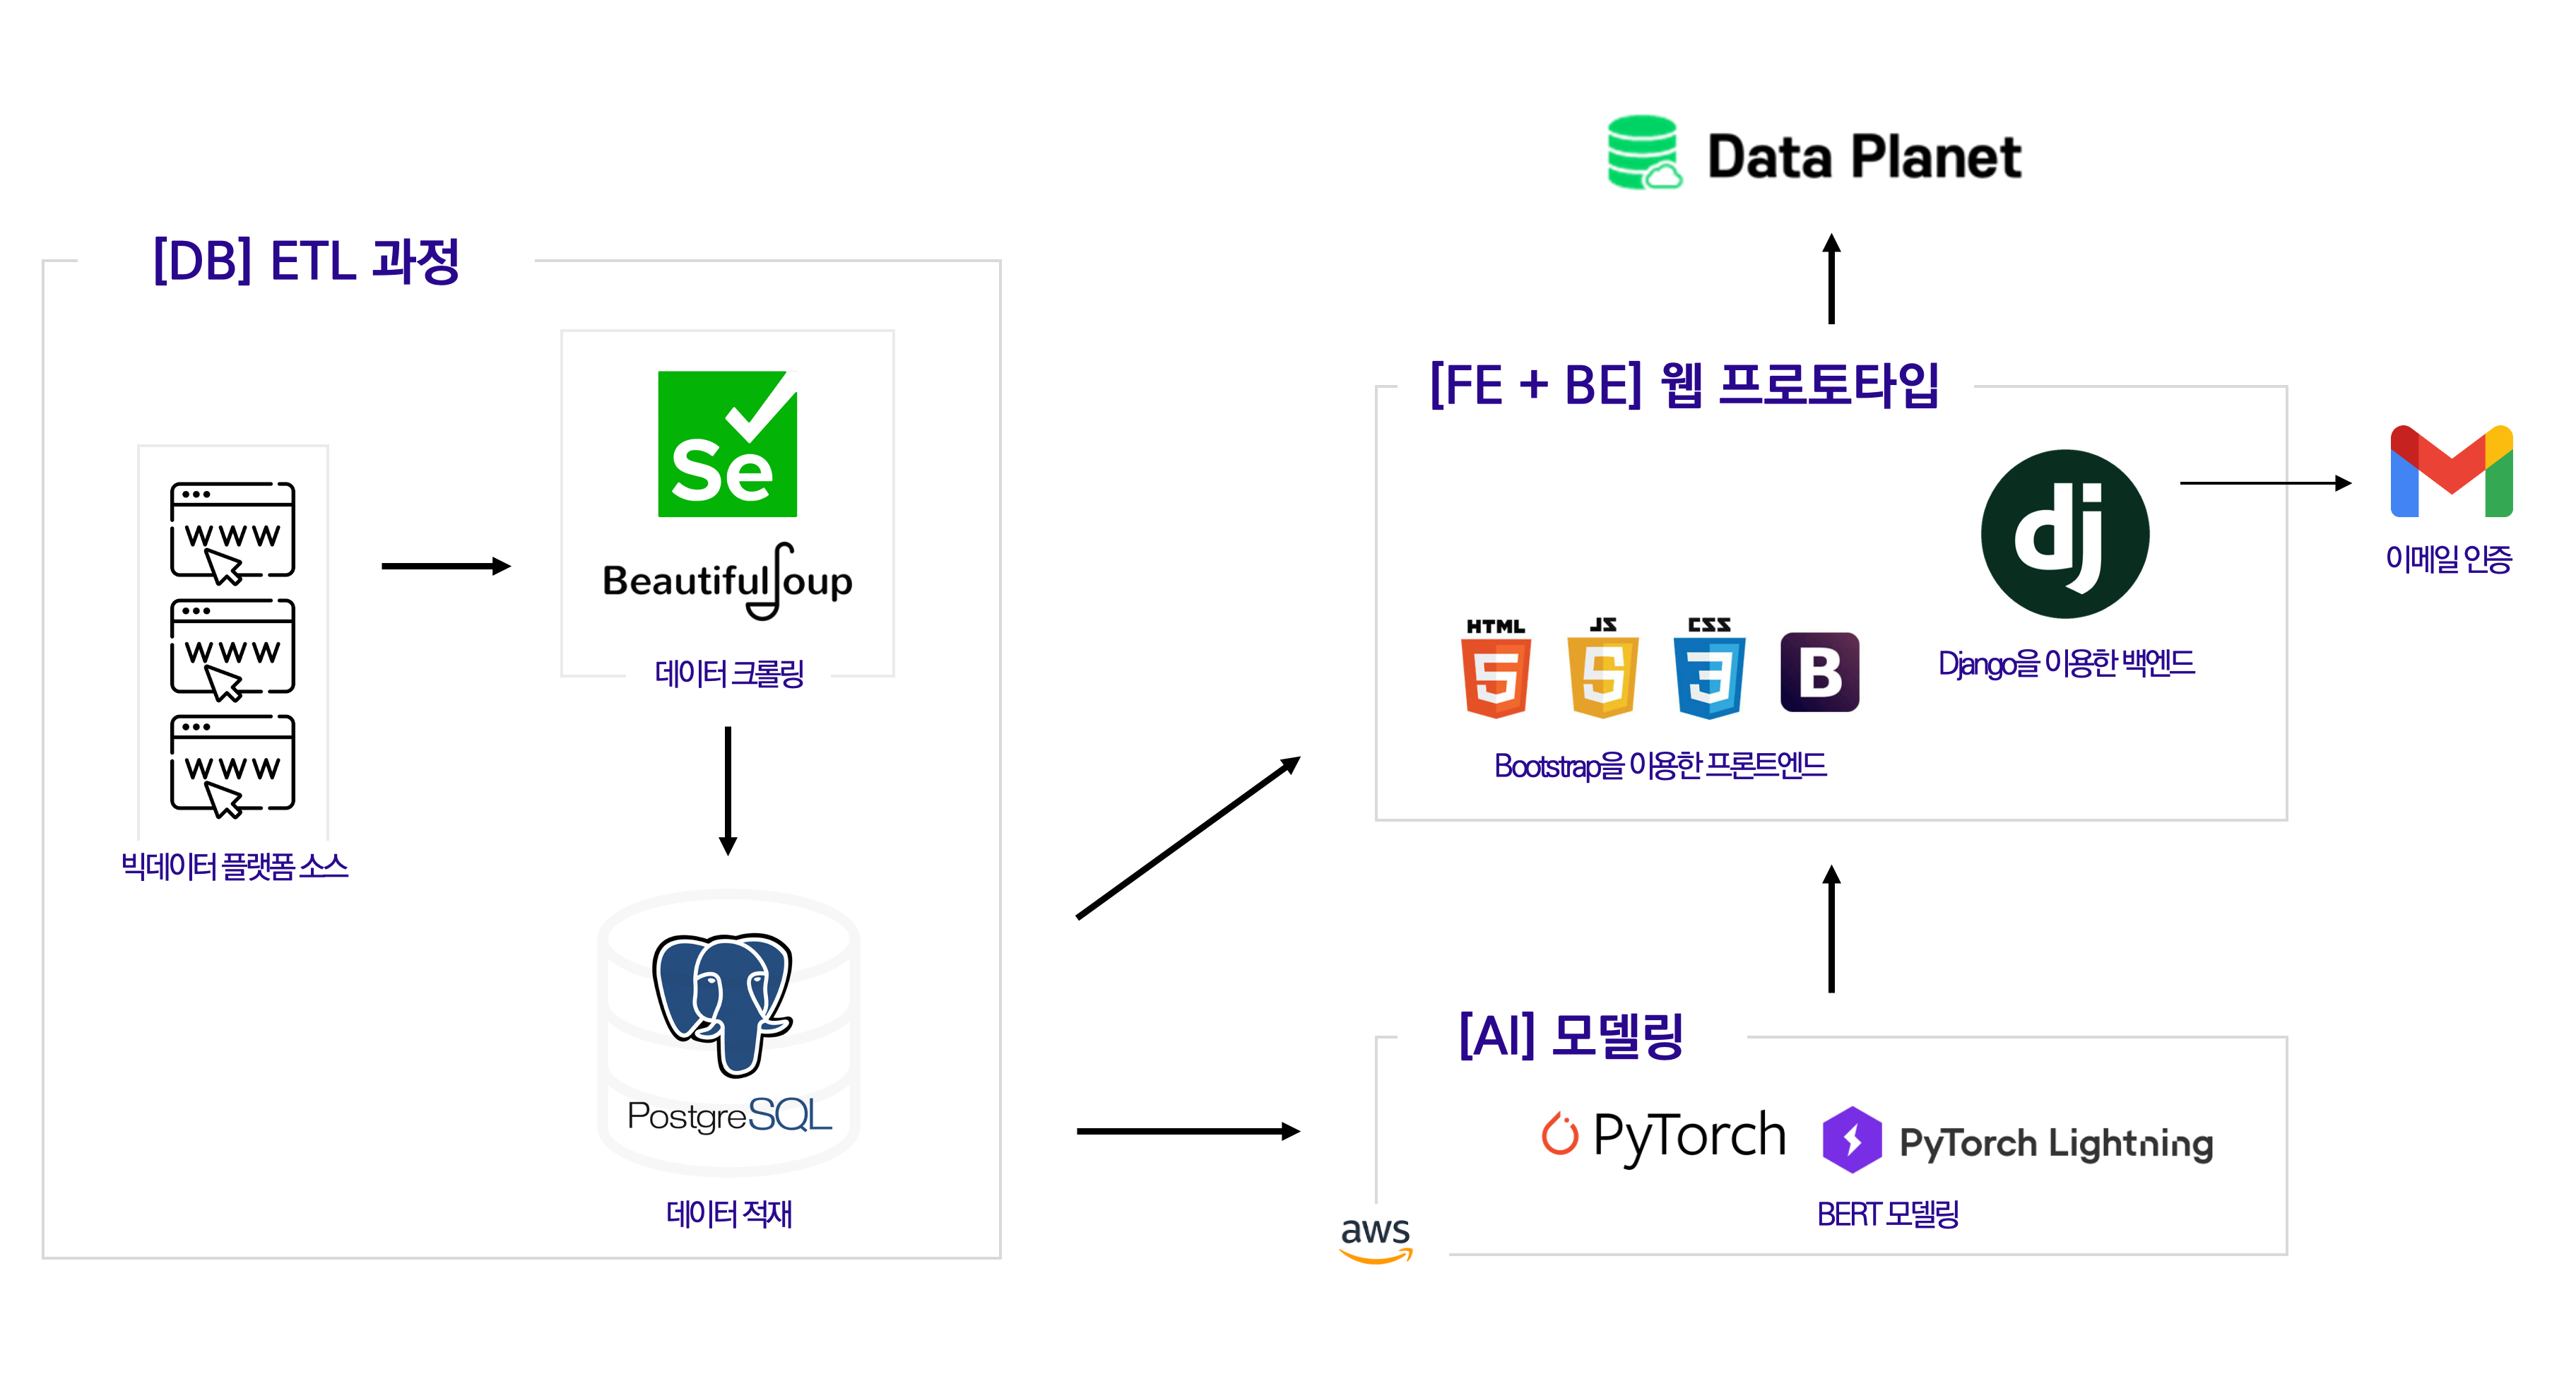 Data Planet
[DB] ETL 과정
Se
BeautifulSoup
데이터 크롤링
WWW
WWW
WWW
빅데이터 플랫폼 소스
PostgreSQL
데이터 적재
[FE + BE] 웹 프로토타입
HTML
5
JS
5
CSS
3
B
Bootstrap을 이용한 프론트엔드
dj
Django을 이용한 백엔드
M
이메일 인증
[AI] 모델링
PyTorch
PyTorch Lightning
BERT 모델링
aws